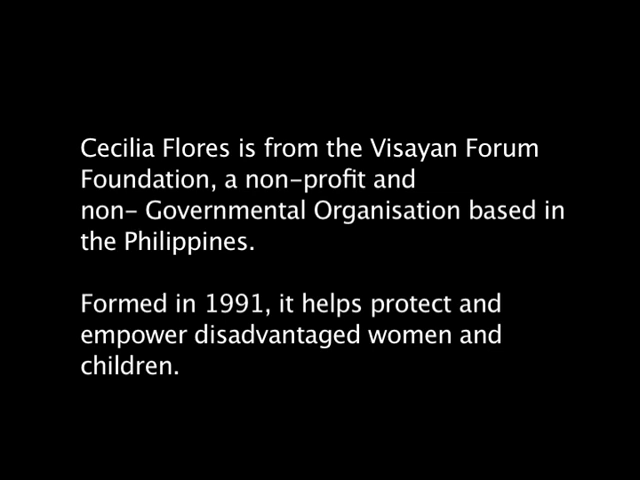 Cecilia Flores is from the Visayan Forum
Foundation, a non-profit and
non- Governmental Organisation based in
the Philippines.
Formed in 1991, it helps protect and
empower disadvantaged women and
children.